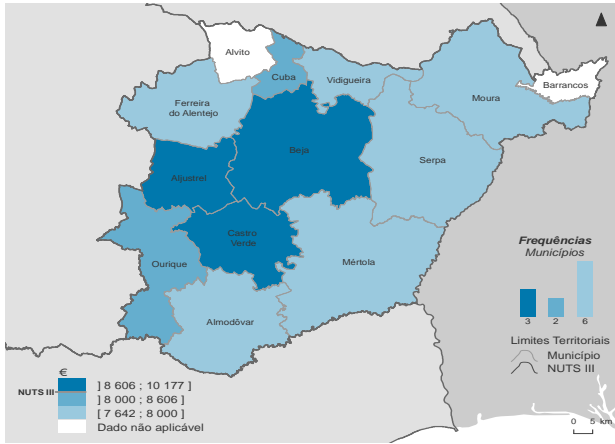 Alvito
Cuba
Vidigueira
Barrancos
Moura
Ferreira
do Alentejo
Beja
Serpa
Aljustrel
Castro
Verde
Ourique
Mértola
Almodôvar
Frequências
Municípios
3 2 6
Limites Territoriais
Município
NUTS III
€
NUTS III
] 8 606 ; 10 177 ]
] 8 000 ; 8 606 ]
[ 7 642 ; 8 000 ]
Dado não aplicável
0 5 km